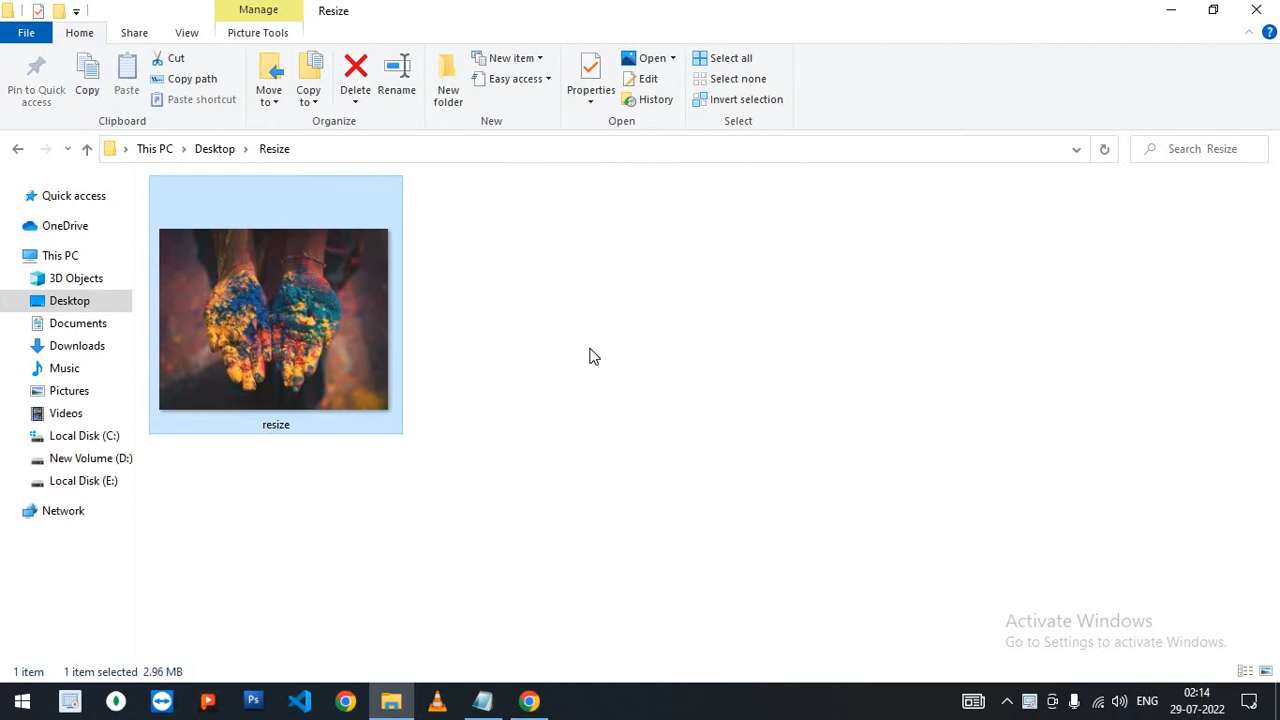 Manage
Resize
File
Home
Share
View
Picture Tools
Pin to Quick access
Copy
Paste
Cut
Copy path
Paste shortcut
Clipboard
Move to
Copy to
Delete
Rename
Organize
New folder
New item
Easy access
New
Properties
Open
Edit
History
Open
Select all
Select none
Invert selection
Select
This PC
Desktop
Resize
Search Resize
Quick access
OneDrive
This PC
3D Objects
Desktop
Documents
Downloads
Music
Pictures
Videos
Local Disk (C:)
New Volume (D:)
Local Disk (E:)
Network
resize
Activate Windows
Go to Settings to activate Windows.
1 item
1 item selected 2.96 MB
Ps
ENG
02:14
29-07-2022